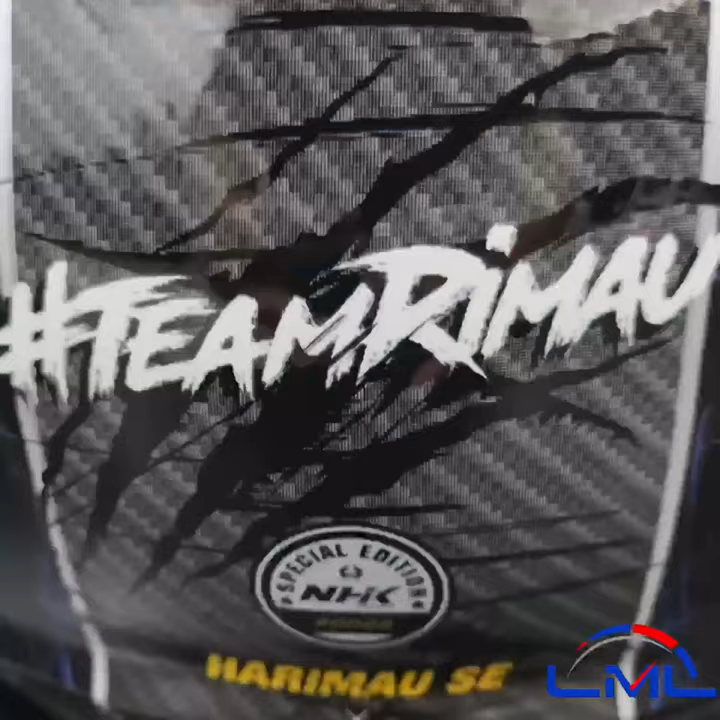 #TEAMRiMAU
SPECIAL EDITION
NHK
HARIMAU SE
LML